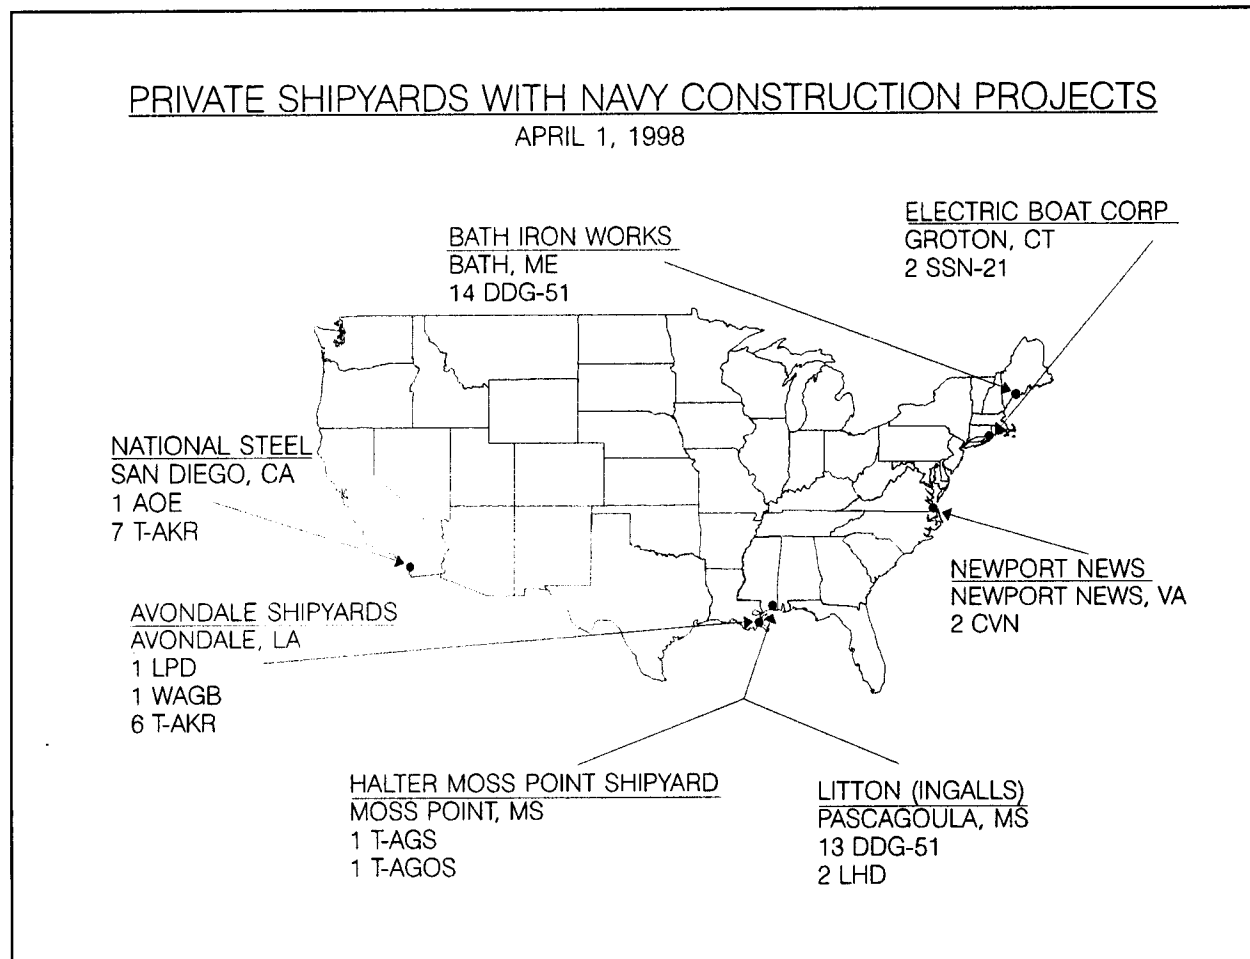 PRIVATE SHIPYARDS WITH NAVY CONSTRUCTION PROJECTS
APRIL 1, 1998
ELECTRIC BOAT CORP
GROTON, CT
2 SSN-21
BATH IRON WORKS
BATH, ME
14 DDG-51
NATIONAL STEEL
SAN DIEGO, CA
1 AOE
7 T-AKR
NEWPORT NEWS
NEWPORT NEWS, VA
2 CVN
AVONDALE SHIPYARDS
AVONDALE, LA
1 LPD
1 WAGB
6 T-AKR
HALTER MOSS POINT SHIPYARD
MOSS POINT, MS
1 T-AGS
1 T-AGOS
LITTON (INGALLS)
PASCAGOULA, MS
13 DDG-51
2 LHD